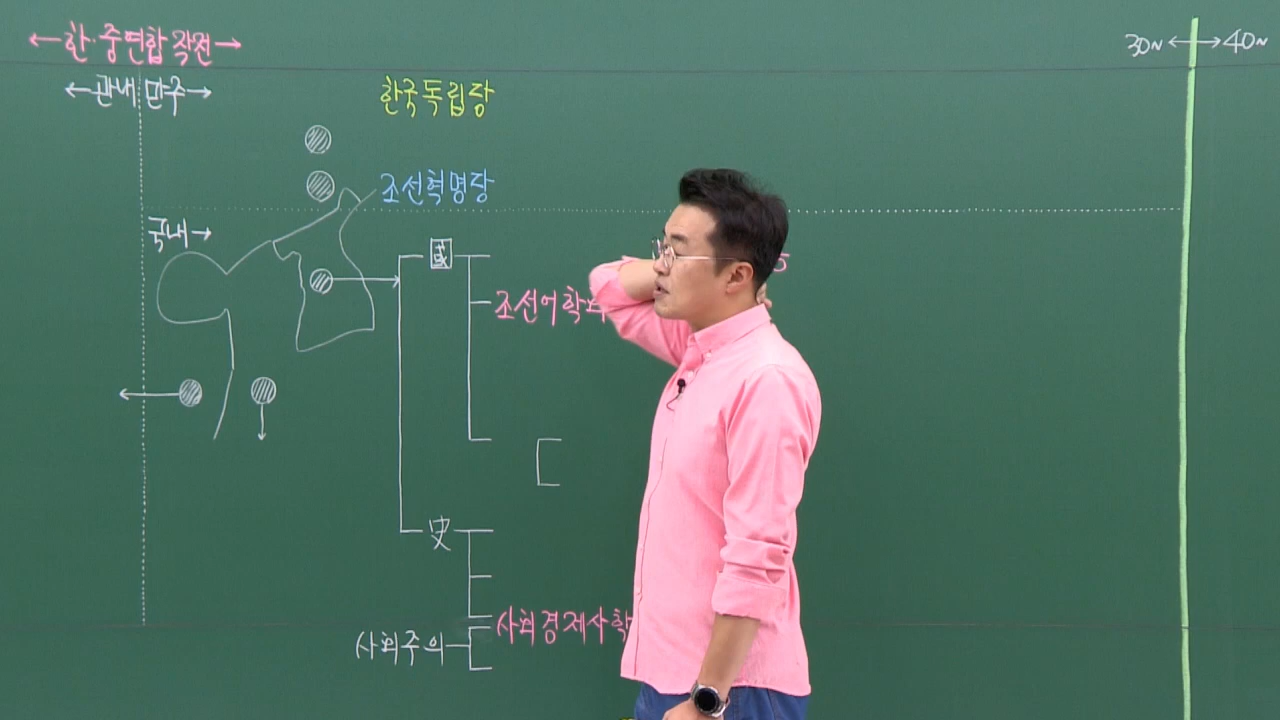 ←한·중연합작전→
30N ↔ 40N
←관내 만주→
한국독립당
조선혁명당
국내→
國
조선어학
史
사회경제사학
사회주의